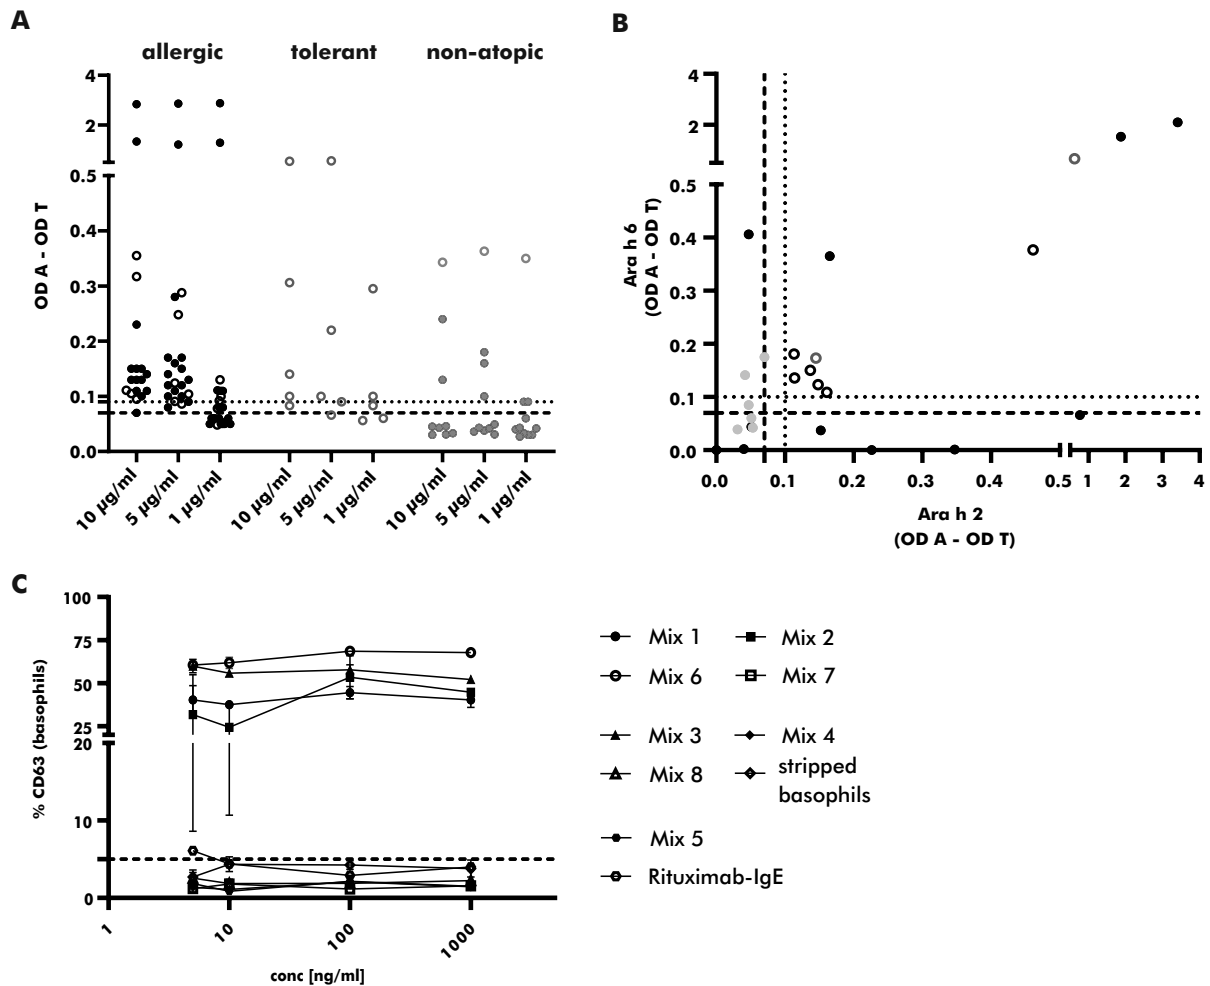 A
allergic tolerant non-atopic
4
2
0.5
0.4
0.3
0.2
0.1
0.0
OD A - OD T
10 µg/ml 5 µg/ml 1 µg/ml 10 µg/ml 5 µg/ml 1 µg/ml 10 µg/ml 5 µg/ml 1 µg/ml
B
4
2
0.5
0.4
0.3
0.2
0.1
0.0
Ara h 6
(OD A - OD T)
0.0 0.1 0.2 0.3 0.4 0.5 1 2 3 4
Ara h 2
(OD A - OD T)
C
100
75
50
25
20
10
0
% CD63 (basophils)
1 10 100 1000
conc [ng/ml]
Mix 1 Mix 2
Mix 6 Mix 7
Mix 3 Mix 4
Mix 8 stripped
basophils
Mix 5
Rituximab-IgE